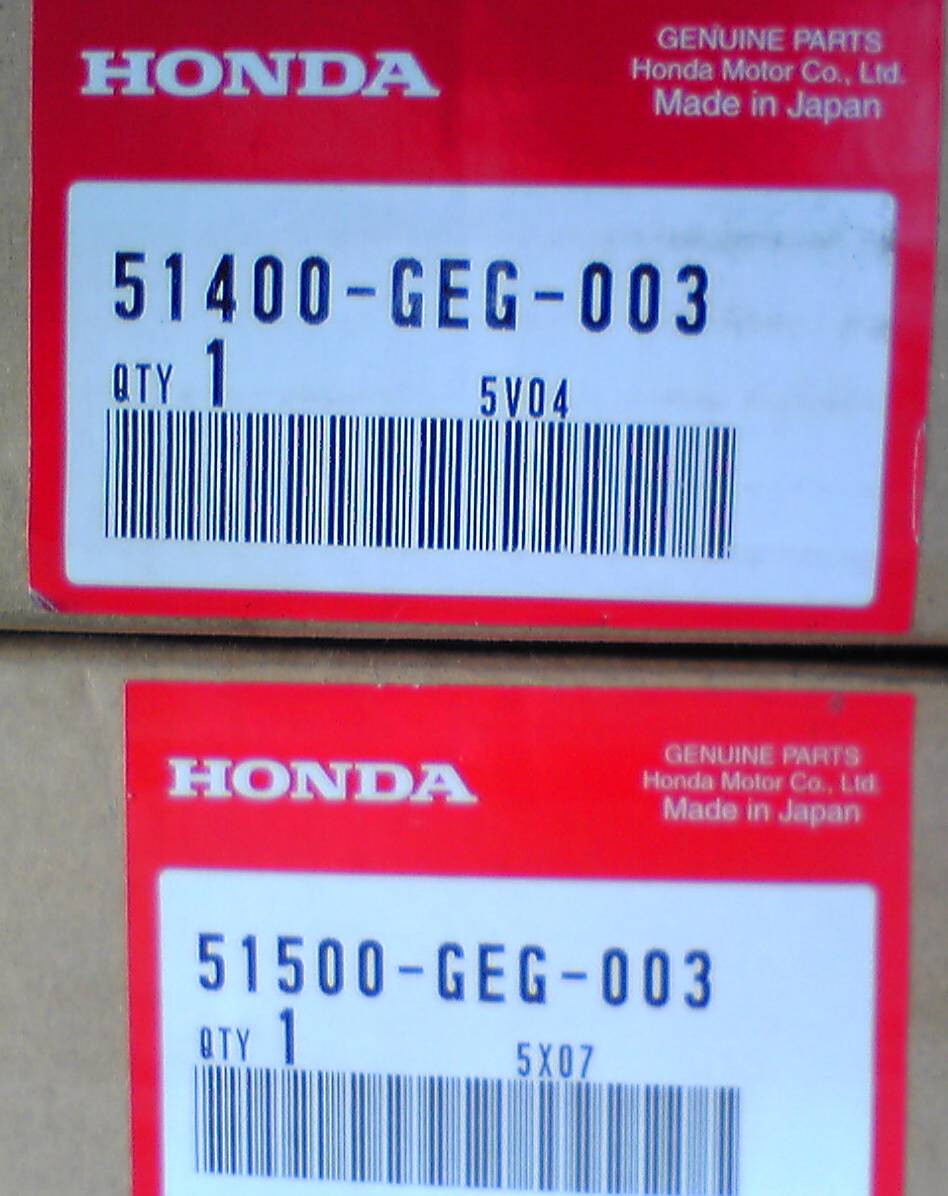 HONDA
GENUINE PARTS
Honda Motor Co., Ltd.
Made in Japan
51400-GEG-003
QTY 1 5V04
HONDA
GENUINE PARTS
Honda Motor Co., Ltd.
Made in Japan
51500-GEG-003
QTY 1 5X07